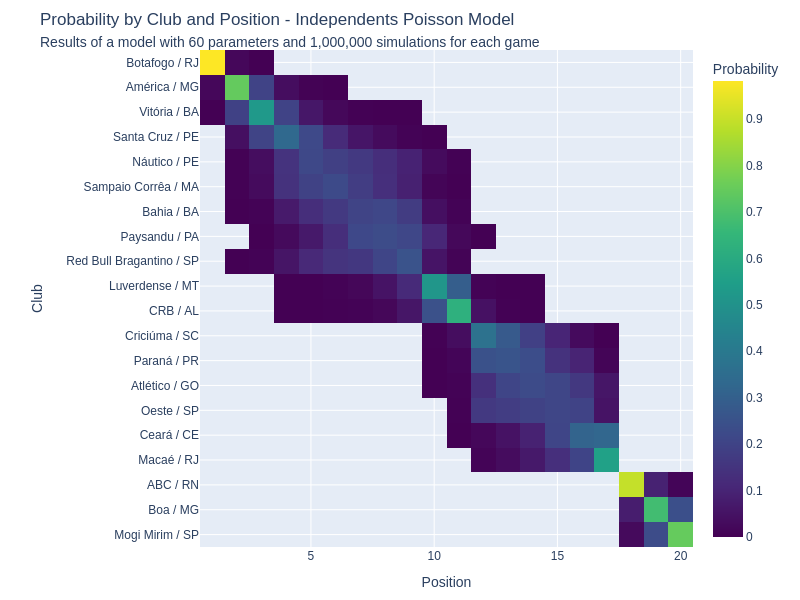 Probability by Club and Position - Independents Poisson Model
Results of a model with 60 parameters and 1,000,000 simulations for each game
Probability
Botafogo / RJ
América / MG
Vitória / BA
Santa Cruz / PE
Náutico / PE
Sampaio Corrêa / MA
Bahia / BA
Paysandu / PA
Red Bull Bragantino / SP
Luverdense / MT
CRB / AL
Criciúma / SC
Paraná / PR
Atlético / GO
Oeste / SP
Ceará / CE
Macaé / RJ
ABC / RN
Boa / MG
Mogi Mirim / SP
Club
5
10
15
20
Position
0.9
0.8
0.7
0.6
0.5
0.4
0.3
0.2
0.1
0